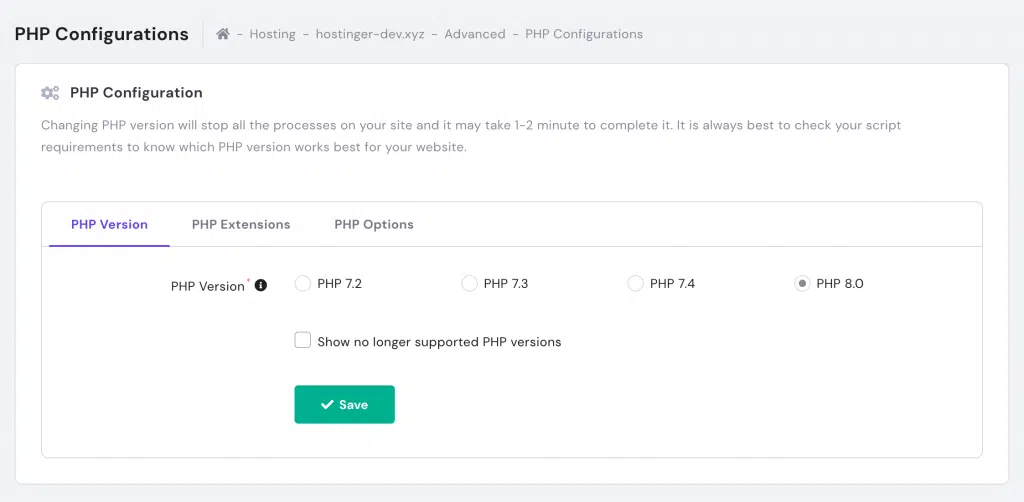 PHP Configurations
- Hosting - hostinger-dev.xyz - Advanced - PHP Configurations
PHP Configuration
Changing PHP version will stop all the processes on your site and it may take 1-2 minute to complete it. It is always best to check your script
requirements to know which PHP version works best for your website.
PHP Version PHP Extensions PHP Options
PHP Version * PHP 7.2 PHP 7.3 PHP 7.4 PHP 8.0
Show no longer supported PHP versions
Save